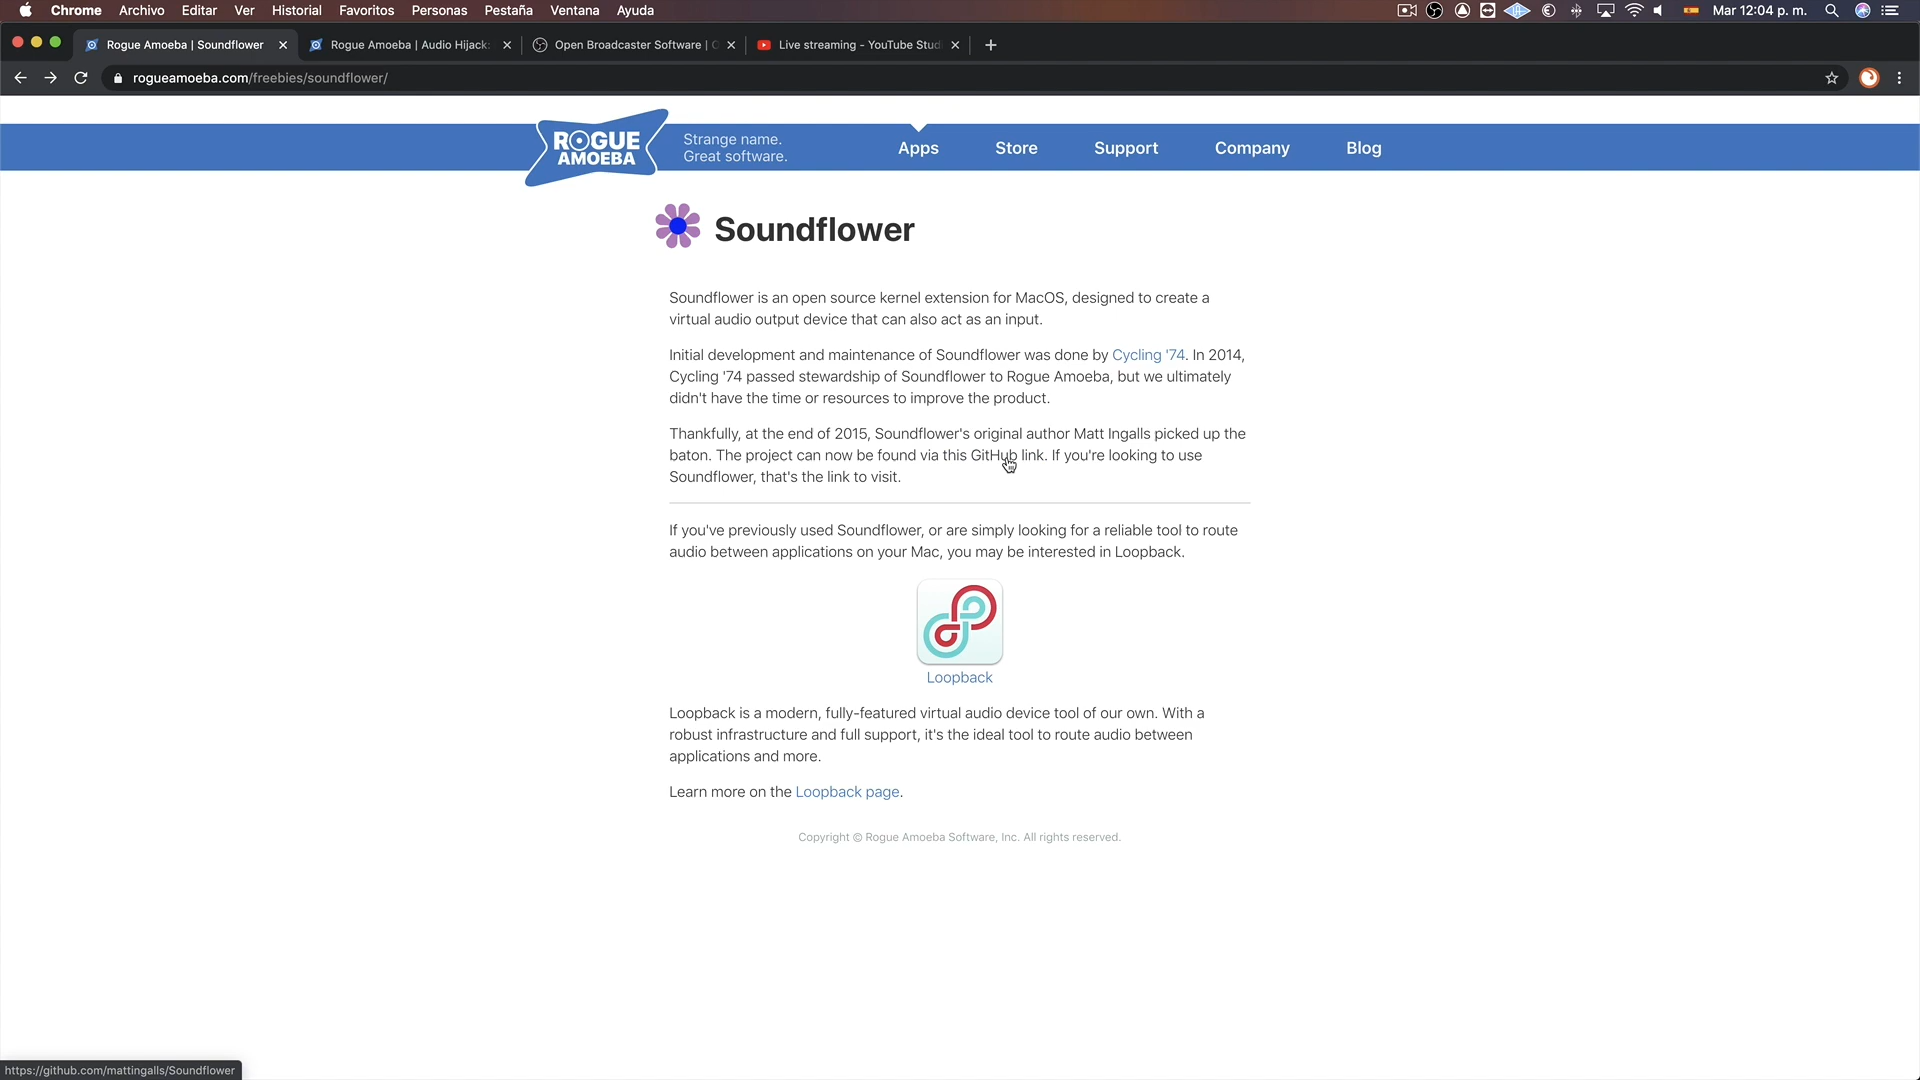 Chrome Archivo Editar Ver Historial Favoritos Personas Pestaña Ventana Ayuda Mar 12:04 p. m.
Rogue Amoeba | Soundflower Rogue Amoeba | Audio Hijack: Open Broadcaster Software | Live streaming - YouTube Stud
rogueamoeba.com/freebies/soundflower/
ROGUE
AMOEBA
Strange name.
Great software.
Apps Store Support Company Blog
Soundflower
Soundflower is an open source kernel extension for MacOS, designed to create a
virtual audio output device that can also act as an input.
Initial development and maintenance of Soundflower was done by Cycling '74. In 2014,
Cycling '74 passed stewardship of Soundflower to Rogue Amoeba, but we ultimately
didn't have the time or resources to improve the product.
Thankfully, at the end of 2015, Soundflower's original author Matt Ingalls picked up the
baton. The project can now be found via this GitHub link. If you're looking to use
Soundflower, that's the link to visit.
If you've previously used Soundflower, or are simply looking for a reliable tool to route
audio between applications on your Mac, you may be interested in Loopback.
Loopback
Loopback is a modern, fully-featured virtual audio device tool of our own. With a
robust infrastructure and full support, it's the ideal tool to route audio between
applications and more.
Learn more on the Loopback page.
Copyright © Rogue Amoeba Software, Inc. All rights reserved.
https://github.com/mattingalls/Soundflower